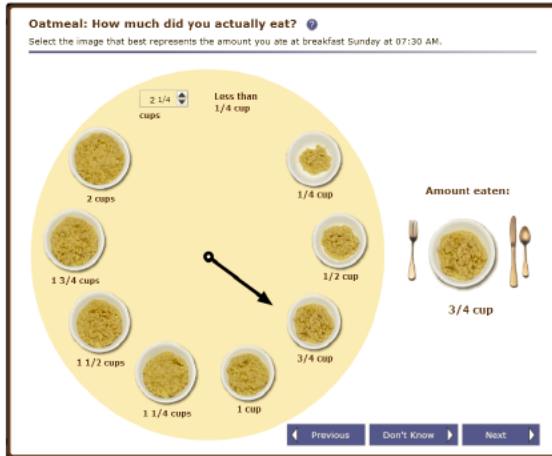 Oatmeal: How much did you actually eat? ?
Select the image that best represents the amount you ate at breakfast Sunday at 07:30 AM.
2 1/4
cups
Less than
1/4 cup
1/4 cup
1/2 cup
3/4 cup
1 cup
1 1/4 cups
1 1/2 cups
1 3/4 cups
2 cups
Amount eaten:
3/4 cup
Previous
Don't Know
Next